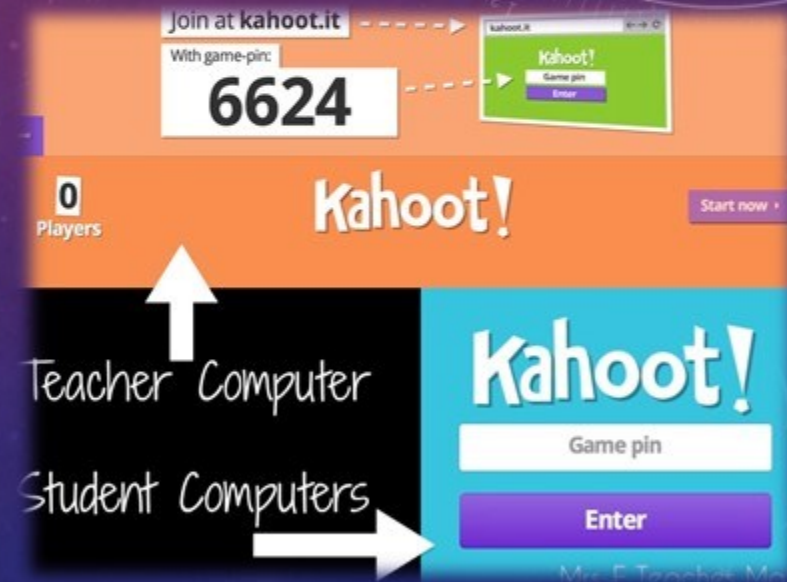 Join at kahoot.it
kahoot.it
With game-pin:
6624
Kahoot!
Game pin
Enter
0
Players
Kahoot!
Start now
Teacher Computer
Student Computers
Kahoot!
Game pin
Enter